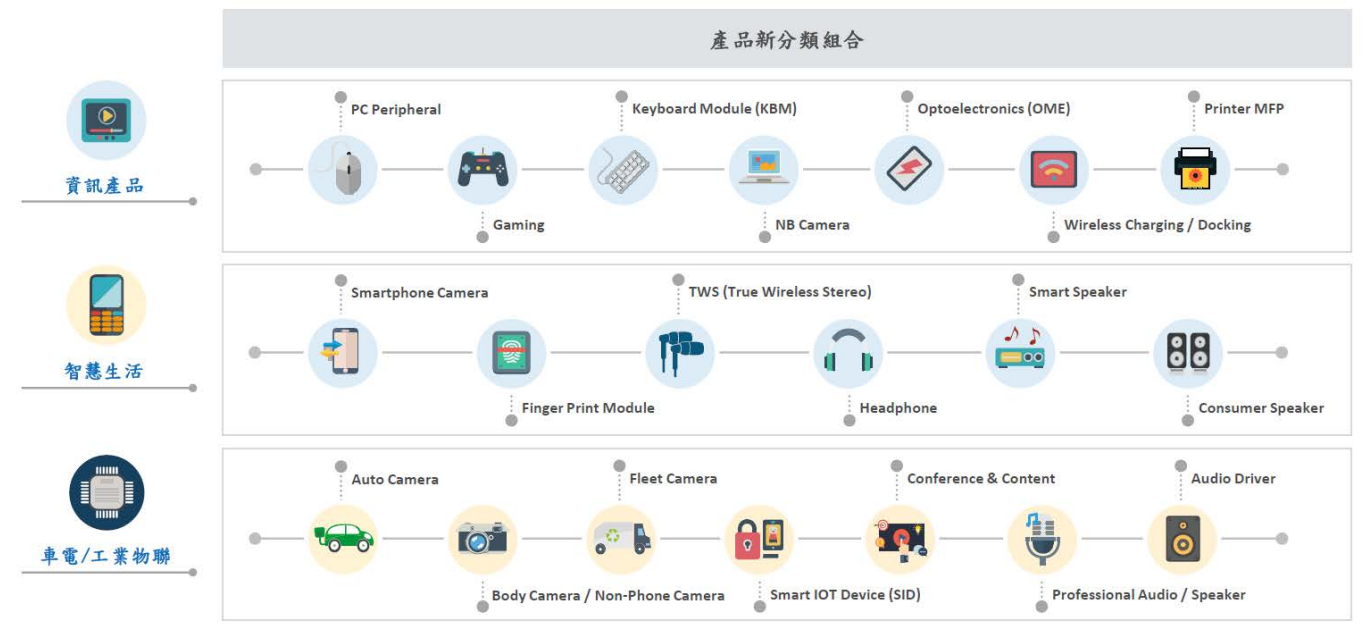 產品新分類組合
資訊產品
PC Peripheral
Gaming
Keyboard Module (KBM)
NB Camera
Optoelectronics (OME)
Wireless Charging / Docking
Printer MFP
智慧生活
Smartphone Camera
Finger Print Module
TWS (True Wireless Stereo)
Headphone
Smart Speaker
Consumer Speaker
車電/工業物聯
Auto Camera
Body Camera / Non-Phone Camera
Fleet Camera
Smart IOT Device (SID)
Conference & Content
Professional Audio / Speaker
Audio Driver